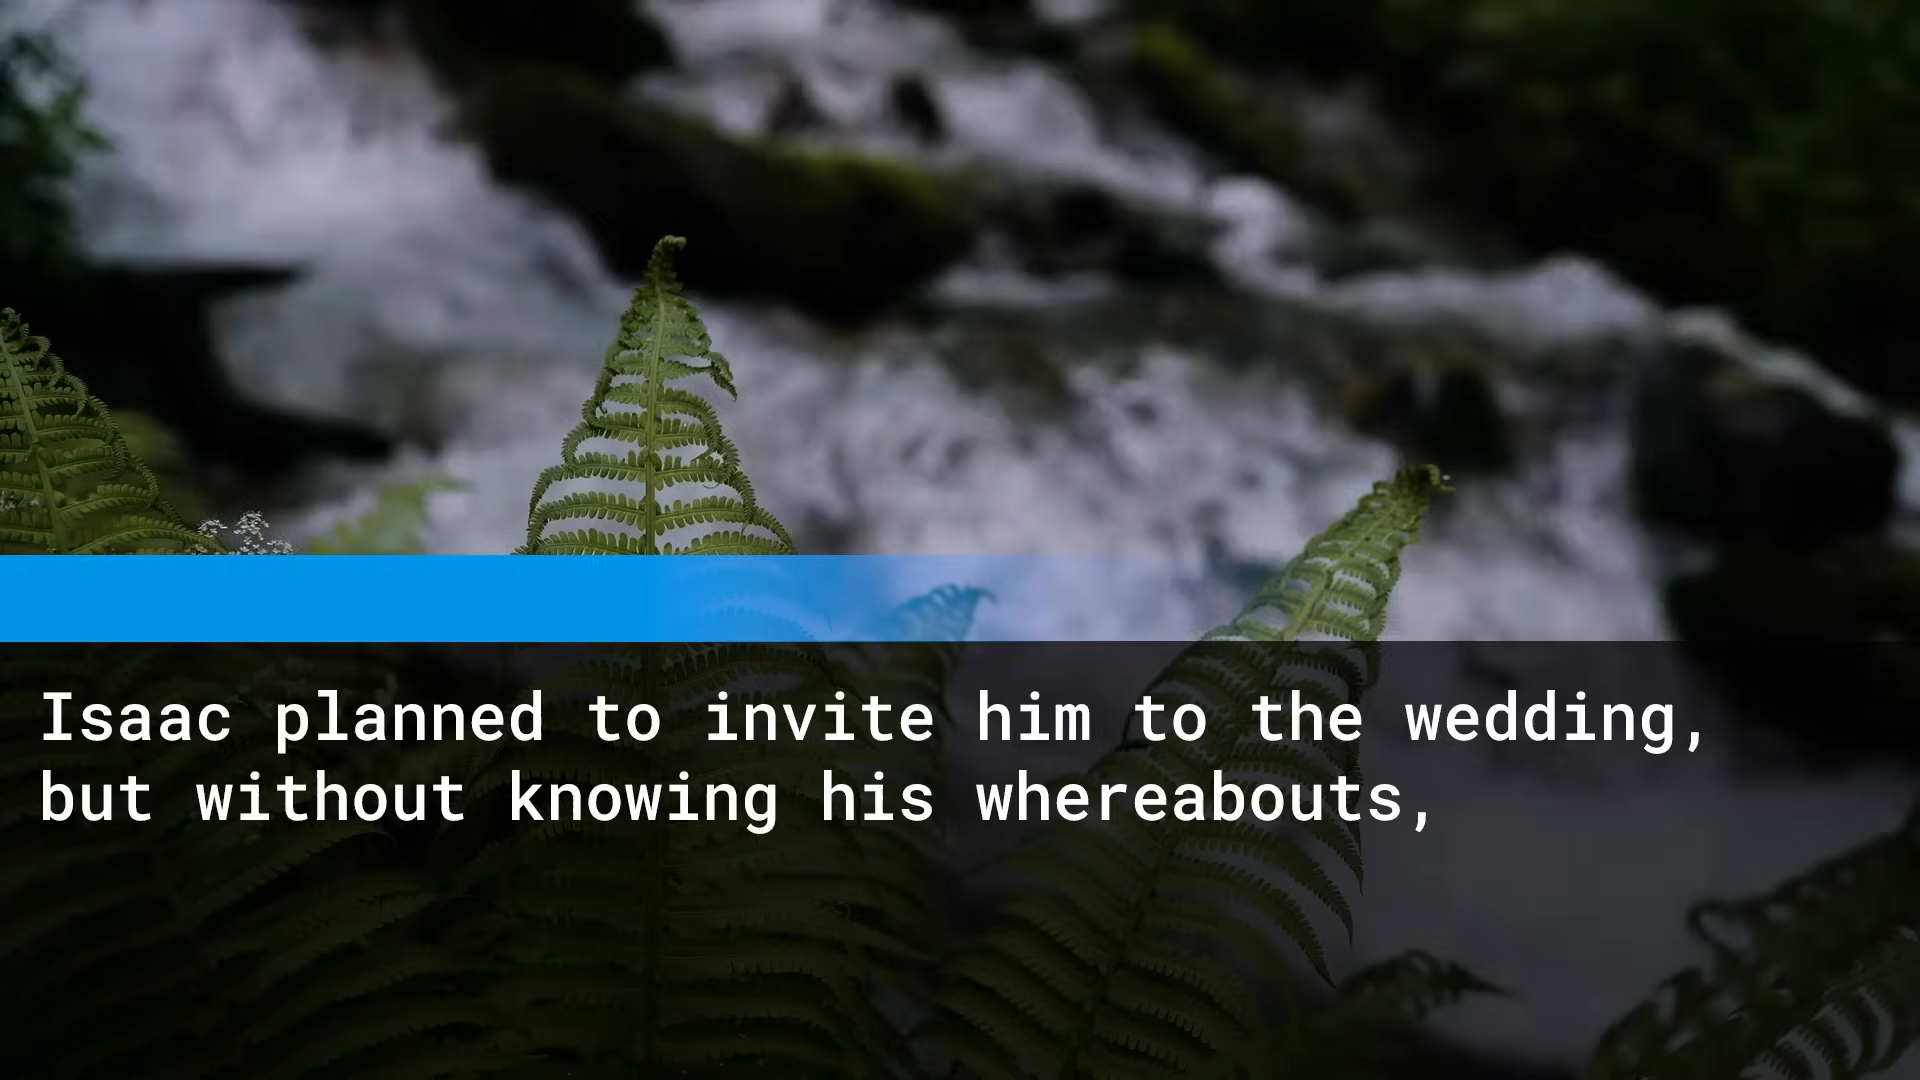 Isaac planned to invite him to the wedding,
but without knowing his whereabouts,